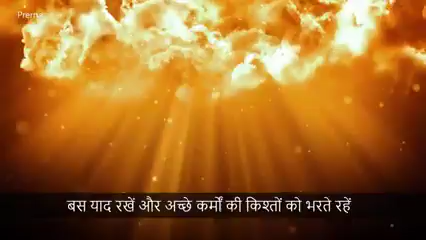 बस याद रखें और अच्छे कर्मों की किश्तों को भरते रहें